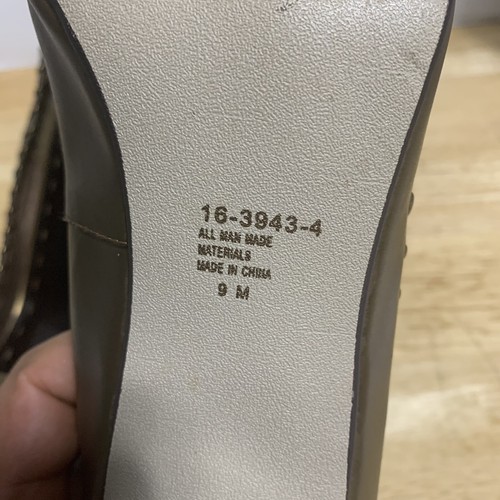 16-3943-4
ALL MAN MADE
MATERIALS
MADE IN CHINA
9 M